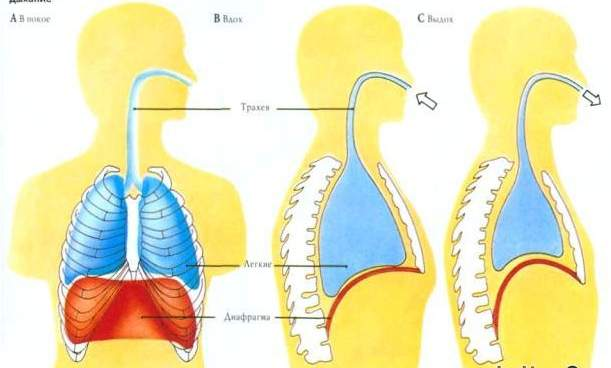 Дыхание
А В покое
В Вдох
С Выдох
Трахея
Легкие
Диафрагма